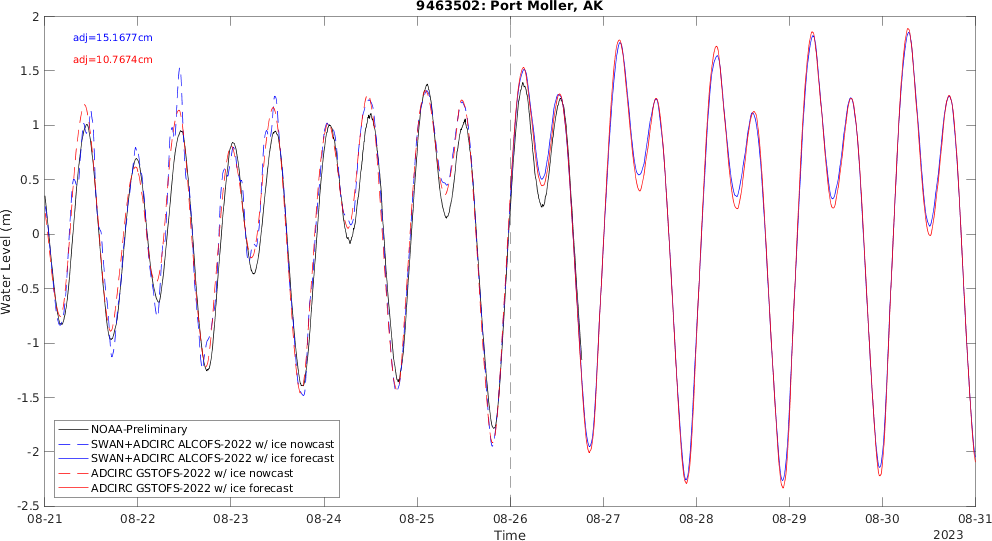 9463502: Port Moller, AK
adj=15.1677cm
adj=10.7674cm
2
1.5
1
0.5
0
-0.5
-1
-1.5
-2
-2.5
Water Level (m)
NOAA-Preliminary
SWAN+ADCIRC ALCOFS-2022 w/ ice nowcast
SWAN+ADCIRC ALCOFS-2022 w/ ice forecast
ADCIRC GSTOFS-2022 w/ ice nowcast
ADCIRC GSTOFS-2022 w/ ice forecast
08-21 08-22 08-23 08-24 08-25 08-26 08-27 08-28 08-29 08-30 08-31
Time
2023